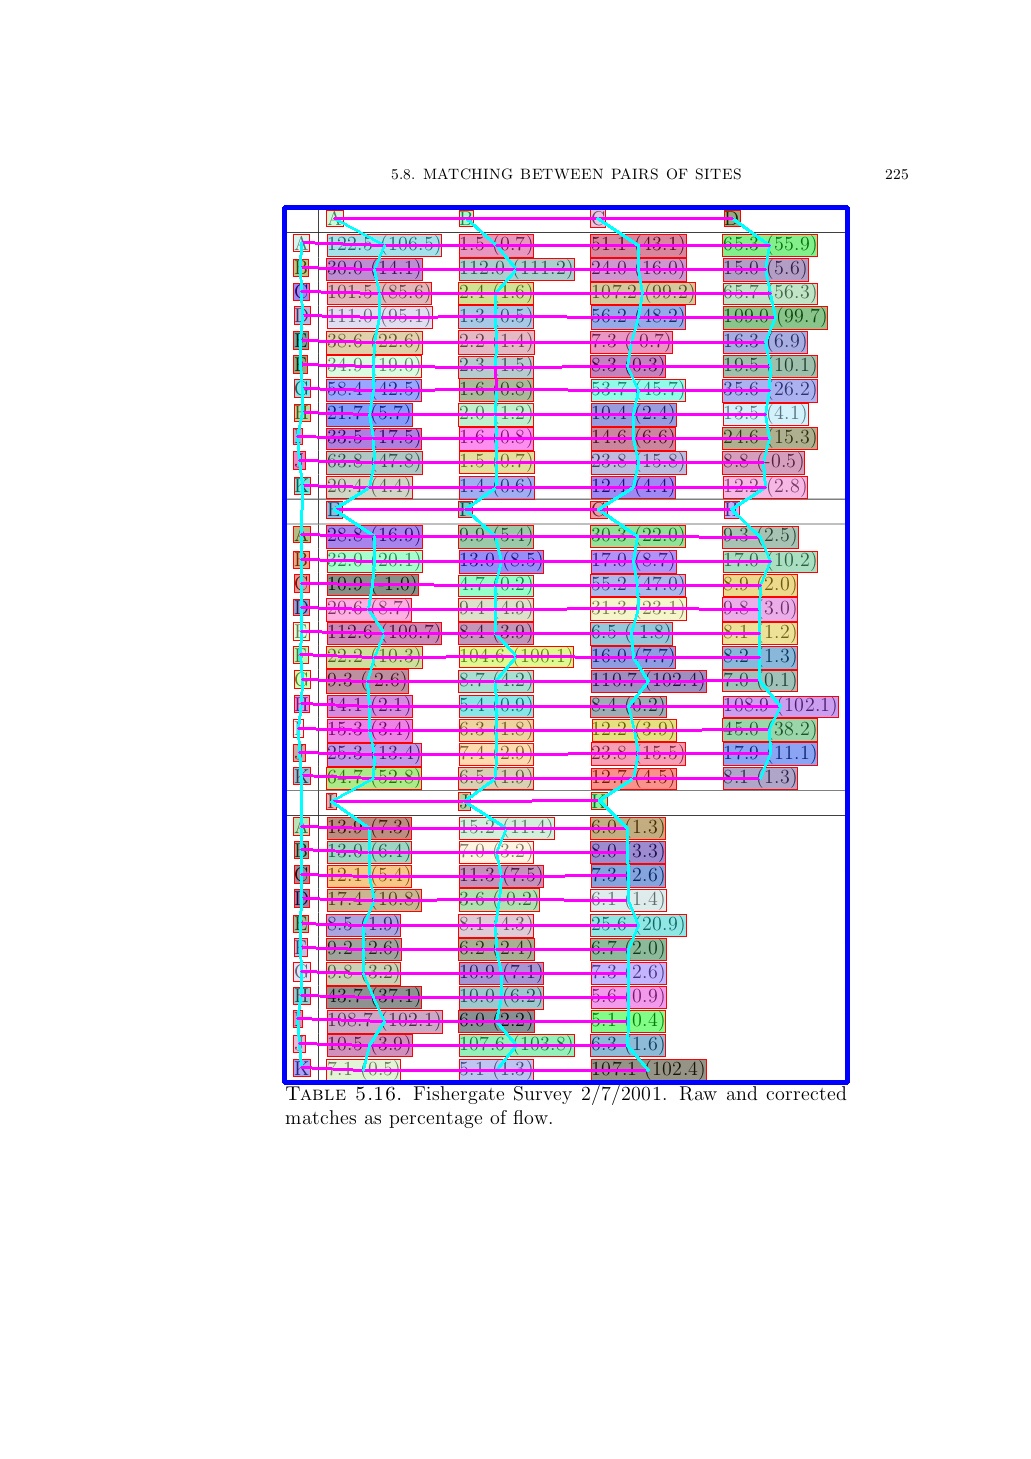 5.8. MATCHING BETWEEN PAIRS OF SITES 225
A B C D
A 122.5 (106.5) 1.5 (0.7) 51.1 (43.1) 65.3 (55.9)
B 30.0 (14.1) 112.0 (111.2) 24.0 (16.0) 15.0 (5.6)
C 101.5 (85.6) 2.4 (1.6) 107.2 (99.2) 65.7 (56.3)
D 111.0 (95.1) 1.3 (0.5) 56.2 (48.2) 109.0 (99.7)
E 38.6 (22.6) 2.2 (1.4) 7.3 (-0.7) 16.3 (6.9)
F 34.9 (19.0) 2.3 (1.5) 8.3 (0.3) 19.5 (10.1)
G 58.4 (42.5) 1.6 (0.8) 53.7 (45.7) 35.6 (26.2)
H 21.7 (5.7) 2.0 (1.2) 10.4 (2.4) 13.5 (4.1)
I 33.5 (17.5) 1.6 (0.8) 14.6 (6.6) 24.6 (15.3)
J 63.8 (47.8) 1.5 (0.7) 23.8 (15.8) 8.8 (-0.5)
K 20.4 (4.4) 1.4 (0.6) 12.4 (4.4) 12.2 (2.8)
E F G H
A 28.8 (16.9) 9.9 (5.4) 30.3 (22.0) 9.3 (2.5)
B 32.0 (20.1) 13.0 (8.5) 17.0 (8.7) 17.0 (10.2)
C 10.9 (-1.0) 4.7 (0.2) 55.2 (47.0) 8.9 (2.0)
D 20.6 (8.7) 9.4 (4.9) 31.3 (23.1) 9.8 (3.0)
E 112.6 (100.7) 8.4 (3.9) 6.5 (-1.8) 8.1 (1.2)
F 22.2 (10.3) 104.6 (100.1) 16.0 (7.7) 8.2 (1.3)
G 9.3 (-2.6) 8.7 (4.2) 110.7 (102.4) 7.0 (0.1)
H 14.1 (2.1) 5.4 (0.9) 8.4 (0.2) 108.9 (102.1)
I 15.3 (3.4) 6.3 (1.8) 12.2 (3.9) 45.0 (38.2)
J 25.3 (13.4) 7.4 (2.9) 23.8 (15.5) 17.9 (11.1)
K 64.7 (52.8) 6.5 (1.9) 12.7 (4.5) 8.1 (1.3)
I J K
A 13.9 (7.3) 15.2 (11.4) 6.0 (1.3)
B 13.0 (6.4) 7.0 (3.2) 8.0 (3.3)
C 12.1 (5.4) 11.3 (7.5) 7.3 (2.6)
D 17.4 (10.8) 3.6 (-0.2) 6.1 (1.4)
E 8.5 (1.9) 8.1 (4.3) 25.6 (20.9)
F 9.2 (2.6) 6.2 (2.4) 6.7 (2.0)
G 9.8 (3.2) 10.9 (7.1) 7.3 (2.6)
H 43.7 (37.1) 10.0 (6.2) 5.6 (0.9)
I 108.7 (102.1) 6.0 (2.2) 5.1 (0.4)
J 10.5 (3.9) 107.6 (103.8) 6.3 (1.6)
K 7.1 (0.5) 5.1 (1.3) 107.1 (102.4)
TABLE 5.16. Fishergate Survey 2/7/2001. Raw and corrected
matches as percentage of flow.